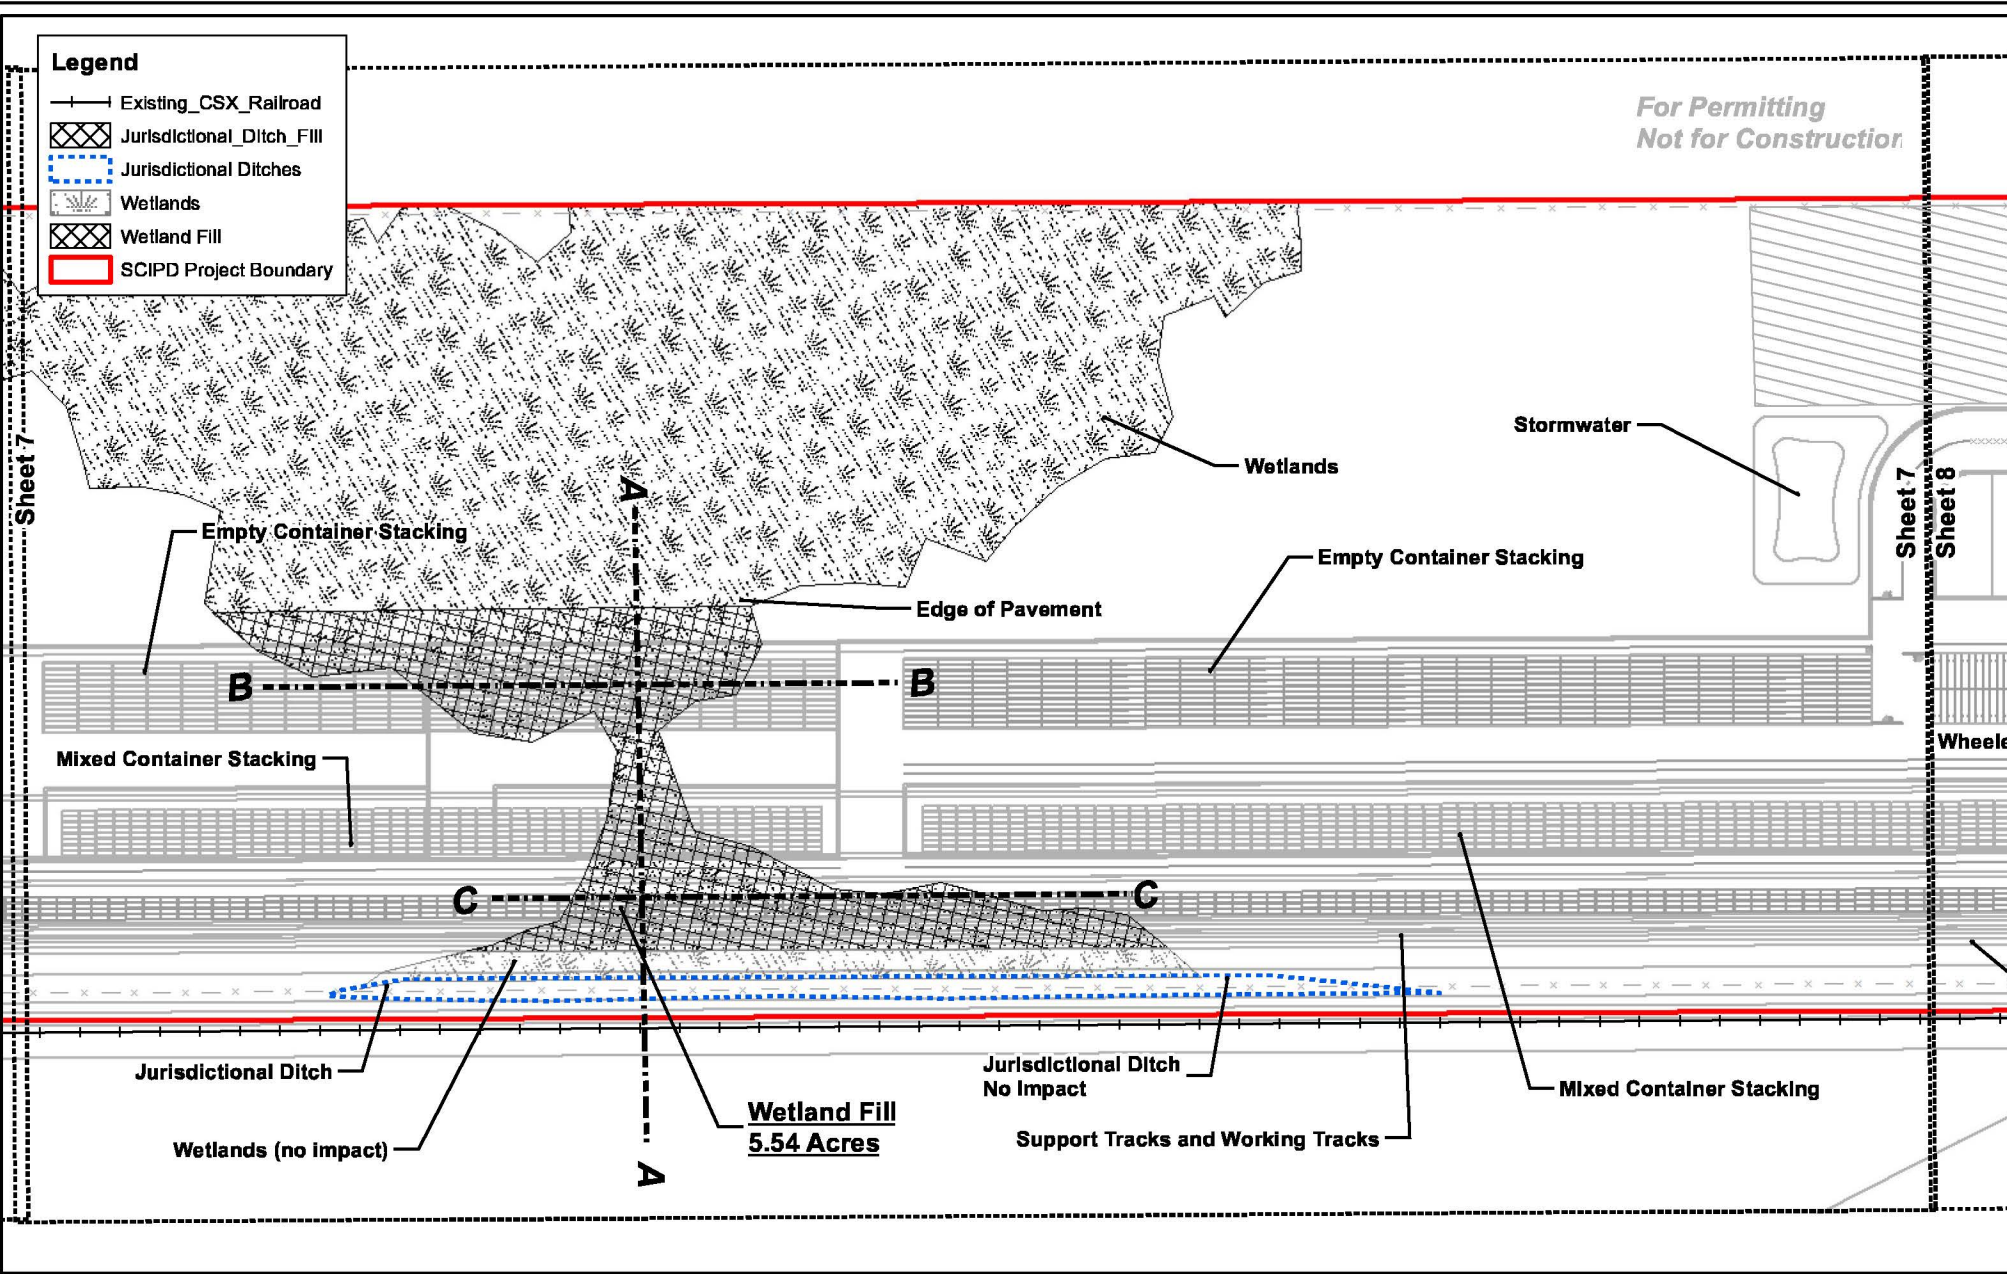 Legend
Existing_CSX_Railroad
Jurisdictional_Ditch_Fill
Jurisdictional Ditches
Wetlands
Wetland Fill
SCIPD Project Boundary
For Permitting
Not for Construction
Sheet 7
Stormwater
Wetlands
Sheet 7
Sheet 8
A
Empty Container Stacking
Empty Container Stacking
Edge of Pavement
B
B
Wheele
Mixed Container Stacking
C
C
Jurisdictional Ditch
Jurisdictional Ditch
No Impact
Mixed Container Stacking
Wetland Fill
5.54 Acres
Support Tracks and Working Tracks
Wetlands (no impact)
A